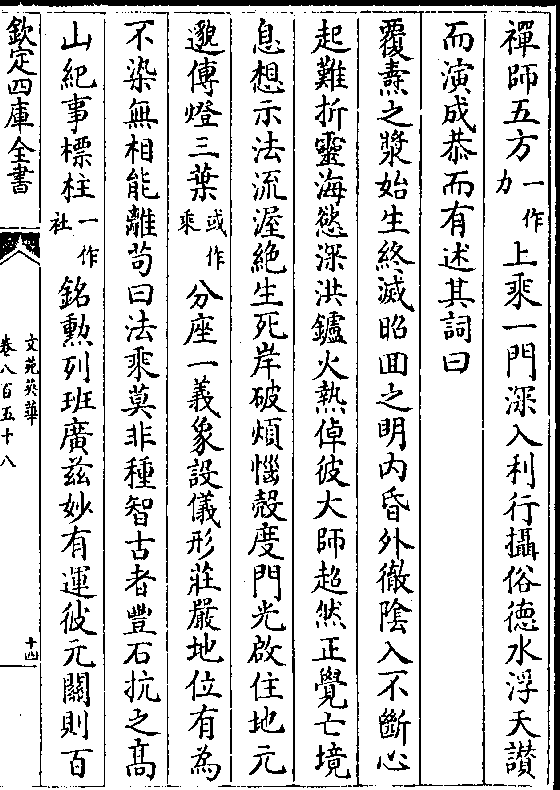 禪師五方一作力上乘一門深入利行攝俗德水浮天讃
而演成恭而有述其詞曰
覆燾之漿始生終滅昭回之明内昏外徹陰入不斷心
起難折靈海慾深洪鑪火熱倬彼大師超然正覺亡境
息想示法流渥絶生死岸破煩惱殻度門光啟住地元
邈傳燈三葉或作乘分座一義象設儀形莊嚴地位有為
不染無相能離苟曰法乘莫非種智古者豐石抗之髙
山紀事標柱一作社銘勲列班廣兹妙有運彼元關則百
欽定四庫全書
文苑英華
卷八百五十八
十四